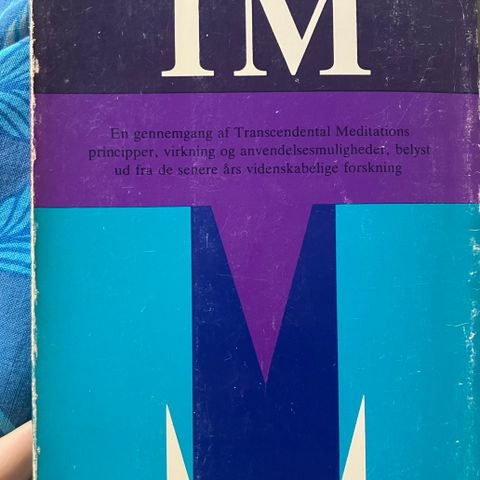 TM
En gennemgang af Transcendental Meditations
principper, virkning og anvendelsesmuligheder, belyst
ud fra de senere års videnskabelige forskning